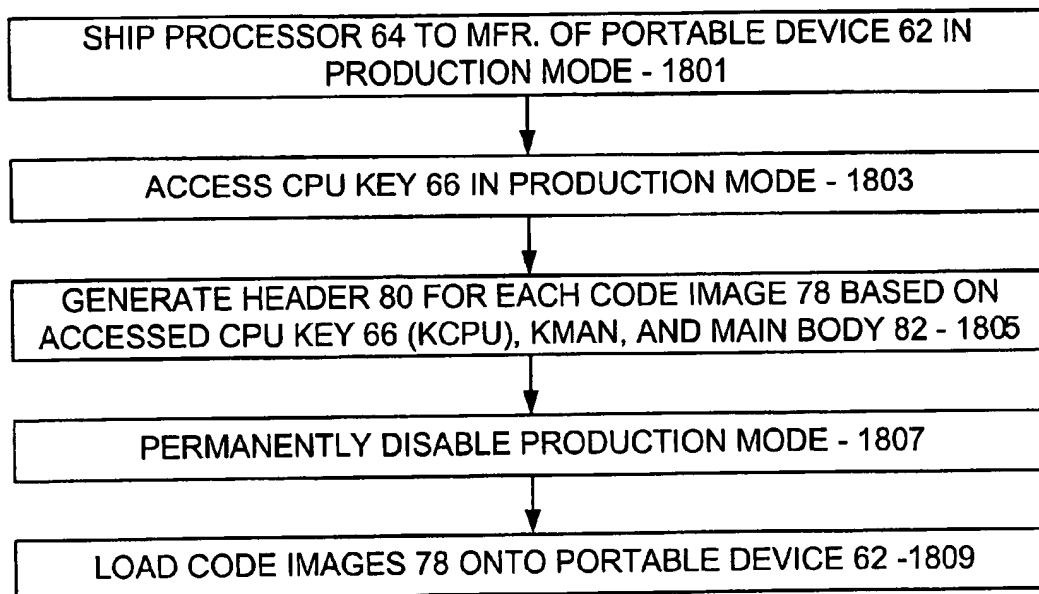 SHIP PROCESSOR 64 TO MFR. OF PORTABLE DEVICE 62 IN
PRODUCTION MODE - 1801
ACCESS CPU KEY 66 IN PRODUCTION MODE - 1803
GENERATE HEADER 80 FOR EACH CODE IMAGE 78 BASED ON
ACCESSED CPU KEY 66 (KCPU), KMAN, AND MAIN BODY 82 - 1805
PERMANENTLY DISABLE PRODUCTION MODE - 1807
LOAD CODE IMAGES 78 ONTO PORTABLE DEVICE 62 -1809